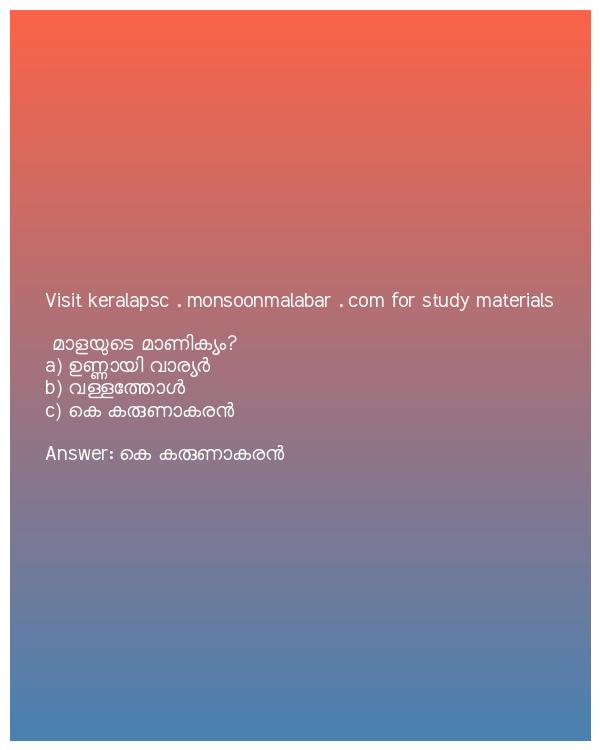 Visit keralapsc . monsoonmalabar . com for study materials
മാളയുടെ മാണിക്യം?
a) ഉണ്ണായി വാര്യർ
b) വള്ളത്തോൾ
c) കെ കരുണാകരൻ
Answer: കെ കരുണാകരൻ